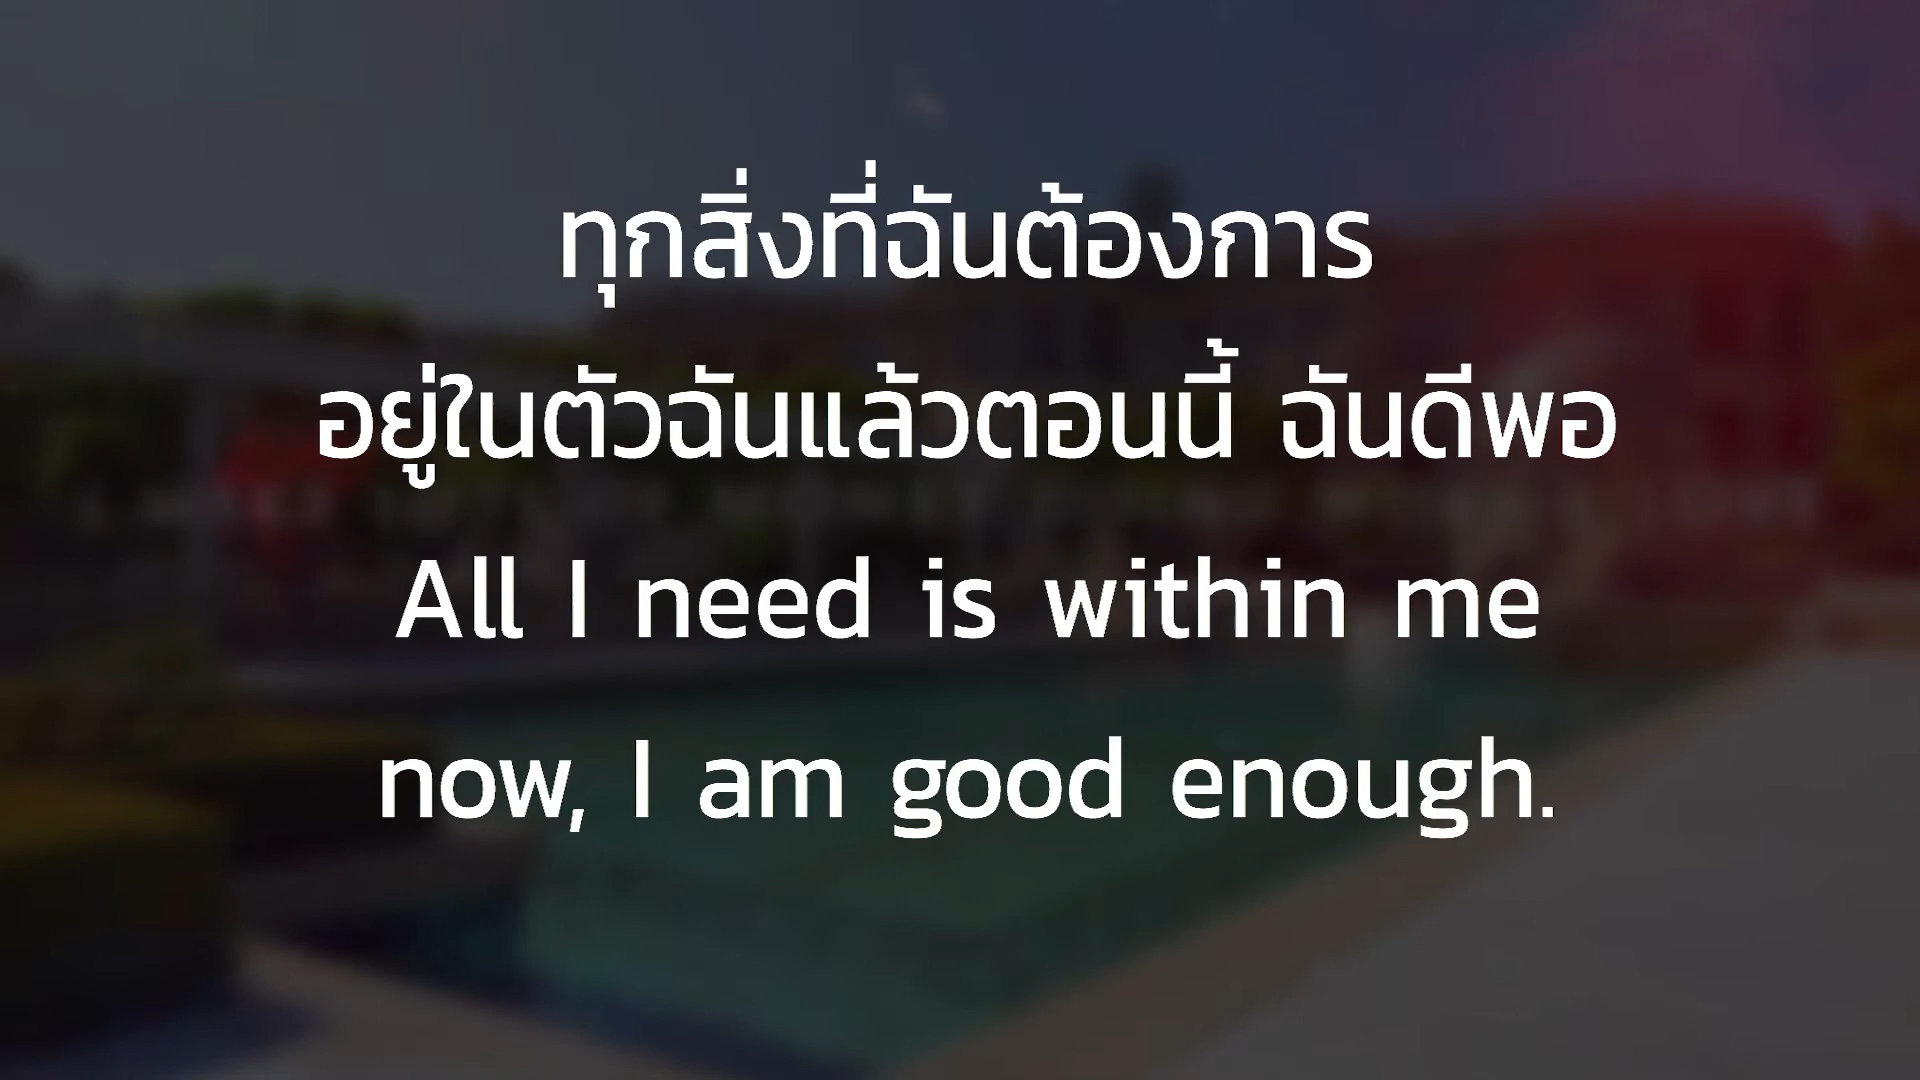 ทุกสิ่งที่ฉันต้องการ
อยู่ในตัวฉันแล้วตอนนี้ ฉันดีพอ
All I need is within me
now, I am good enough.